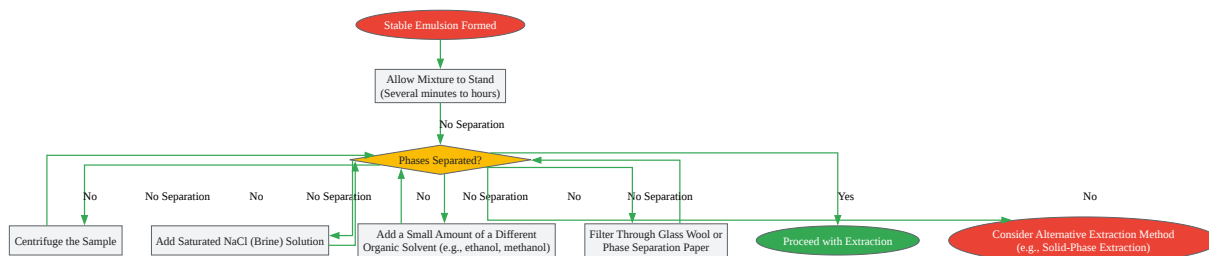 Stable Emulsion Formed
Allow Mixture to Stand
(Several minutes to hours)
No Separation
Phases Separated?
No
No Separation
No
No Separation
No
No Separation
No
No Separation
Yes
No
Centrifuge the Sample
Add Saturated NaCl (Brine) Solution
Add a Small Amount of a Different
Organic Solvent (e.g., ethanol, methanol)
Filter Through Glass Wool or
Phase Separation Paper
Proceed with Extraction
Consider Alternative Extraction Method
(e.g., Solid-Phase Extraction)